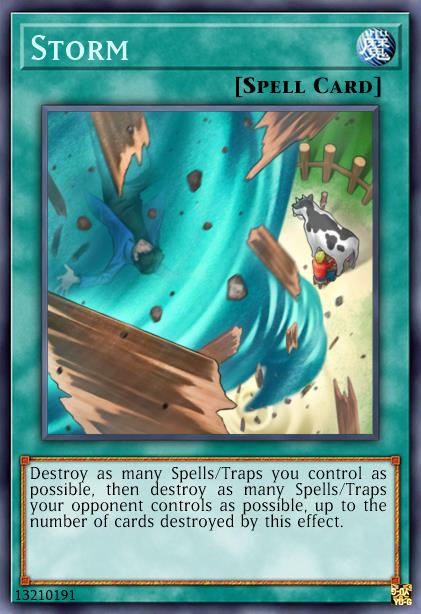 Storm
[Spell Card]
Destroy as many Spells/Traps you control as
possible, then destroy as many Spells/Traps
your opponent controls as possible, up to the
number of cards destroyed by this effect.
13210191